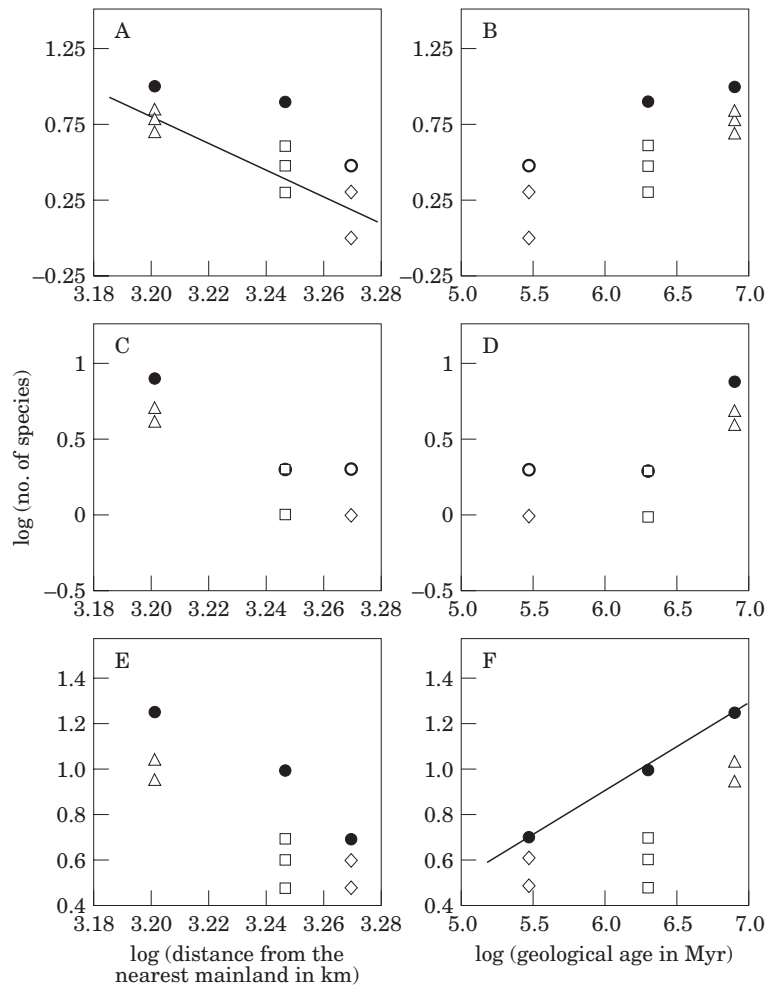 A
1.25
0.75
0.25
–0.25
3.18 3.20 3.22 3.24 3.26 3.28
B
1.25
0.75
0.25
–0.25
5.0 5.5 6.0 6.5 7.0
C
1
0.5
0
–0.5
3.18 3.20 3.22 3.24 3.26 3.28
D
1
0.5
0
–0.5
5.0 5.5 6.0 6.5 7.0
log (no. of species)
E
1.4
1.2
1.0
0.8
0.6
0.4
3.18 3.20 3.22 3.24 3.26 3.28
log (distance from the
nearest mainland in km)
F
1.4
1.2
1.0
0.8
0.6
0.4
5.0 5.5 6.0 6.5 7.0
log (geological age in Myr)